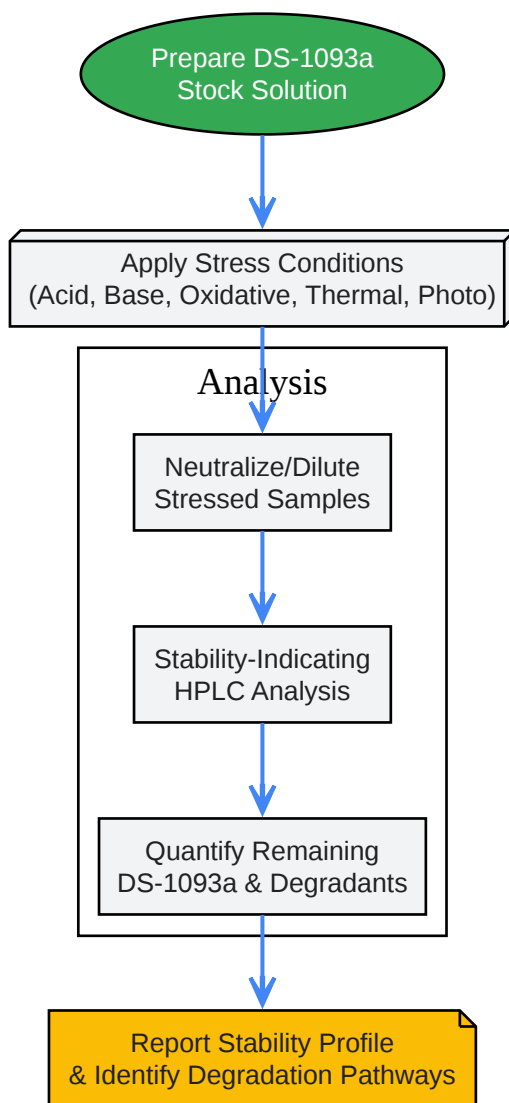 Prepare DS-1093a
Stock Solution
Apply Stress Conditions
(Acid, Base, Oxidative, Thermal, Photo)
Analysis
Neutralize/Dilute
Stressed Samples
Stability-Indicating
HPLC Analysis
Quantify Remaining
DS-1093a & Degradants
Report Stability Profile
& Identify Degradation Pathways